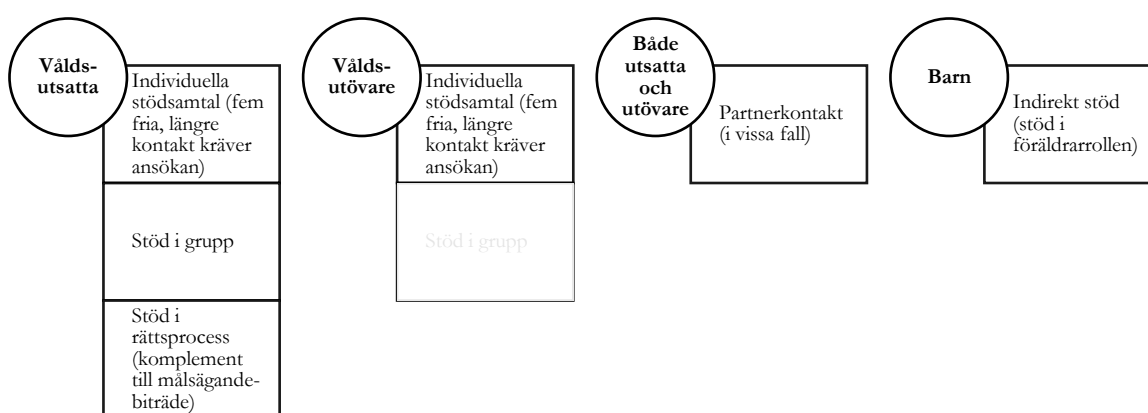 Vålds-
utsatta
Individuella
stödsamtal (fem
fria, längre
kontakt kräver
ansökan)
Stöd i grupp
Stöd i
rättsprocess
(komplement
till målsägande-
biträde)
Vålds-
utövare
Individuella
stödsamtal (fem
fria, längre
kontakt kräver
ansökan)
Stöd i grupp
Både
utsatta
och
utövare
Partnerkontakt
(i vissa fall)
Barn
Indirekt stöd
(stöd i
föräldrarrollen)